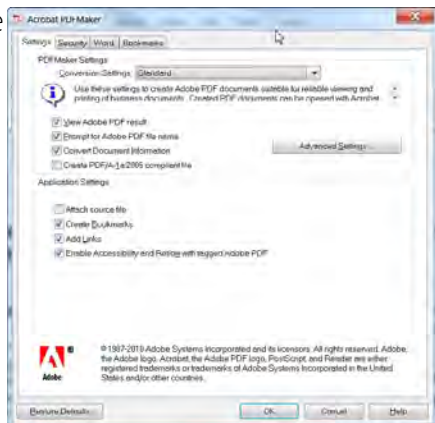 e
Acrobat PDFMaker
Settings Security Word Bookmarks
PDFMaker Settings
Conversion Settings: Standard
Use these settings to create Adobe PDF documents suitable for reliable viewing and
printing of business documents. Created PDF documents can be opened with Acrobat
View Adobe PDF result
Prompt for Adobe PDF file name
Convert Document Information
Advanced Settings...
Create PDF/A-1a:2005 compliant file
Application Settings
Attach source file
Create Bookmarks
Add Links
Enable Accessibility and Reflow with tagged Adobe PDF
© 1987-2010 Adobe Systems Incorporated and its licensors. All rights reserved. Adobe,
the Adobe logo, Acrobat, the Adobe PDF logo, PostScript, and Reader are either
registered trademarks or trademarks of Adobe Systems Incorporated in the United
States and/or other countries.
Adobe
Restore Defaults
OK Cancel Help